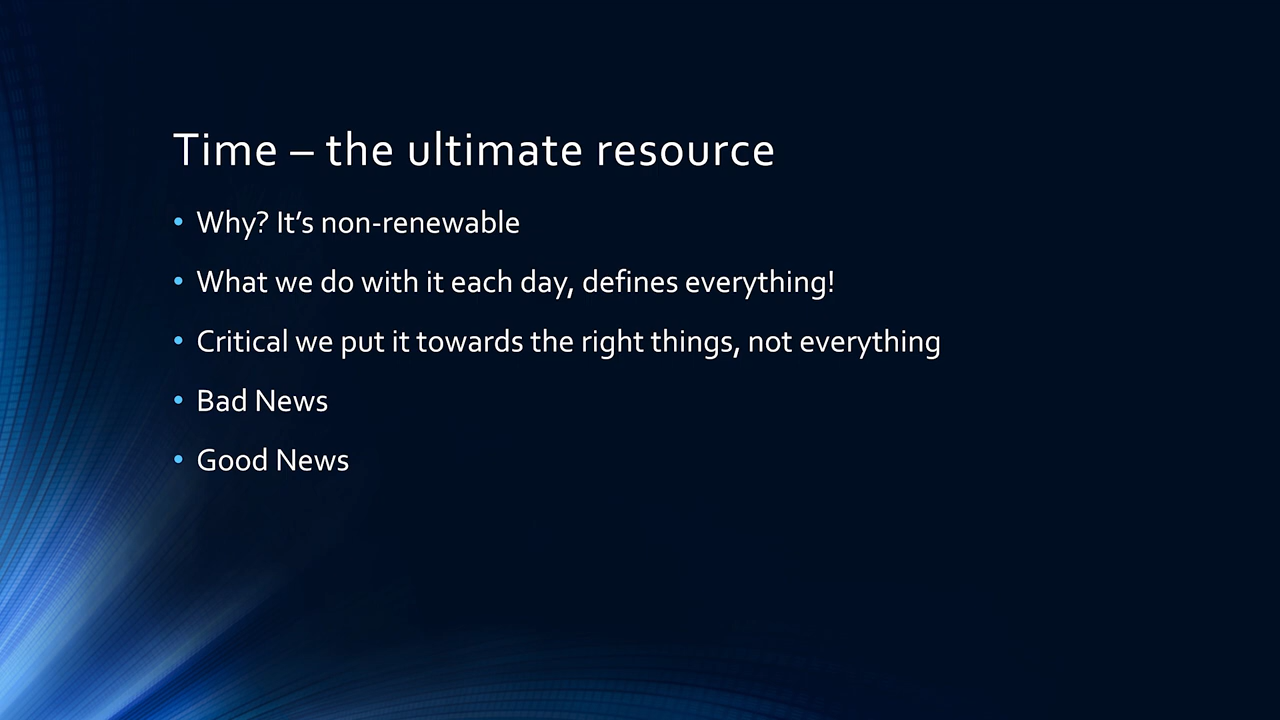 Time – the ultimate resource
• Why? It’s non-renewable
• What we do with it each day, defines everything!
• Critical we put it towards the right things, not everything
• Bad News
• Good News